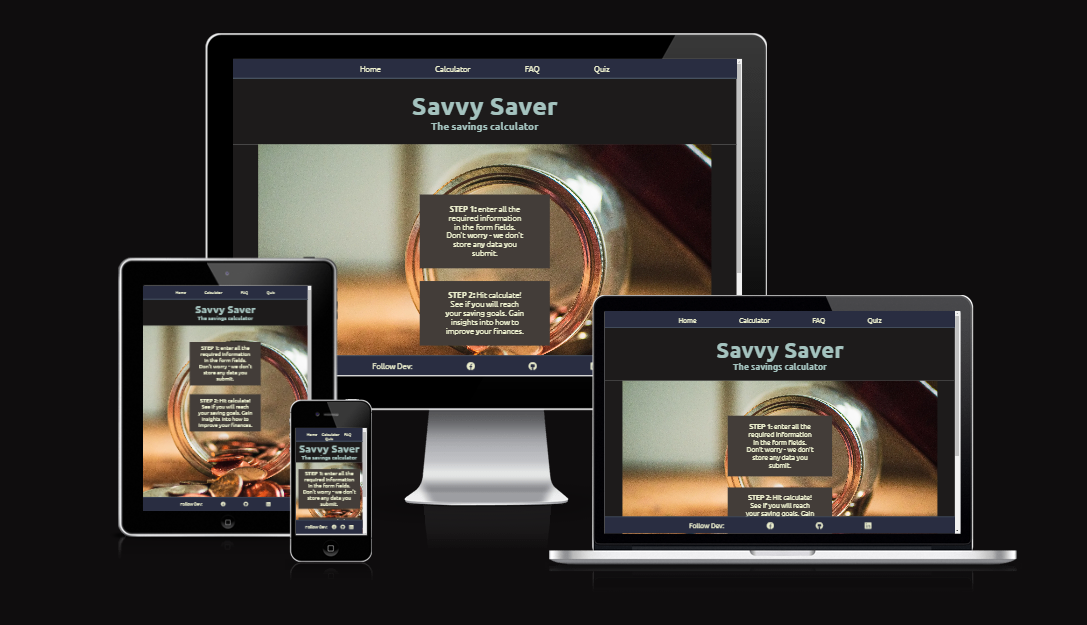 Home Calculator FAQ Quiz
Savvy Saver
The savings calculator
STEP 1: enter all the
required information
in the form fields.
Don't worry - we don't
store any data you
submit.
STEP 2: Hit calculate!
See if you will reach
your saving goals. Gain
insights into how to
improve your finances.
Follow Dev:
Home Calculator FAQ Quiz
Savvy Saver
The savings calculator
STEP 1: enter all the
required information
in the form fields.
Don't worry - we don't
store any data you
submit.
STEP 2: Hit calculate!
See if you will reach
your saving goals. Gain
insights into how to
improve your finances.
Follow Dev:
Home Calculator FAQ
Quiz
Savvy Saver
The savings calculator
STEP 1: enter all the
required information
in the form fields.
Don't worry - we don't
store any data you
submit.
Follow Dev:
Home Calculator FAQ Quiz
Savvy Saver
The savings calculator
STEP 1: enter all the
required information
in the form fields.
Don't worry - we don't
store any data you
submit.
STEP 2: Hit calculate!
See if you will reach
your saving goals. Gain
Follow Dev: